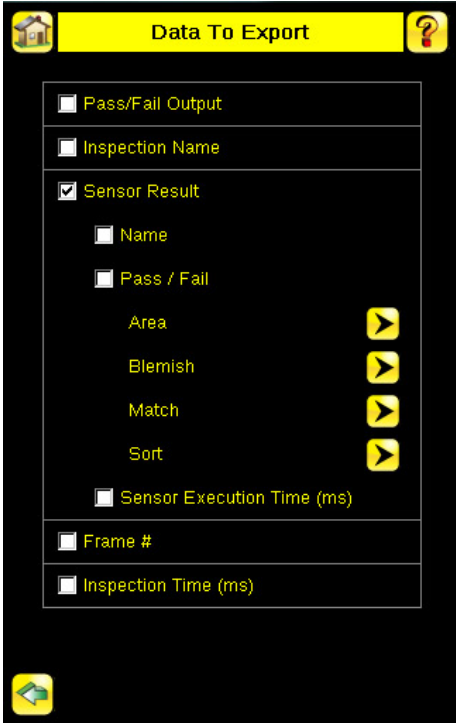 Data To Export
Pass/Fail Output
Inspection Name
Sensor Result
Name
Pass / Fail
Area
Blemish
Match
Sort
Sensor Execution Time (ms)
Frame #
Inspection Time (ms)